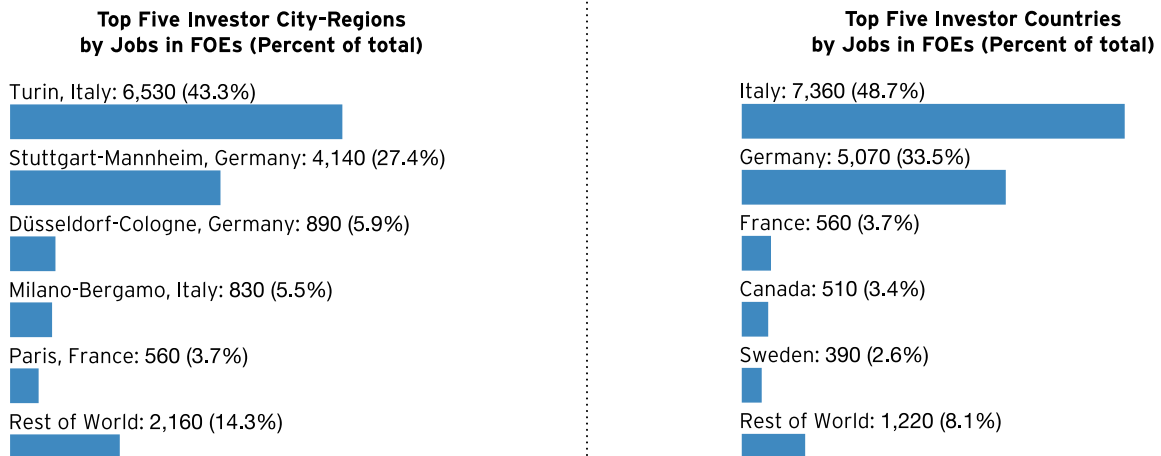 Top Five Investor City-Regions
by Jobs in FOEs (Percent of total)
Turin, Italy: 6,530 (43.3%)
Stuttgart-Mannheim, Germany: 4,140 (27.4%)
Düsseldorf-Cologne, Germany: 890 (5.9%)
Milano-Bergamo, Italy: 830 (5.5%)
Paris, France: 560 (3.7%)
Rest of World: 2,160 (14.3%)
Top Five Investor Countries
by Jobs in FOEs (Percent of total)
Italy: 7,360 (48.7%)
Germany: 5,070 (33.5%)
France: 560 (3.7%)
Canada: 510 (3.4%)
Sweden: 390 (2.6%)
Rest of World: 1,220 (8.1%)